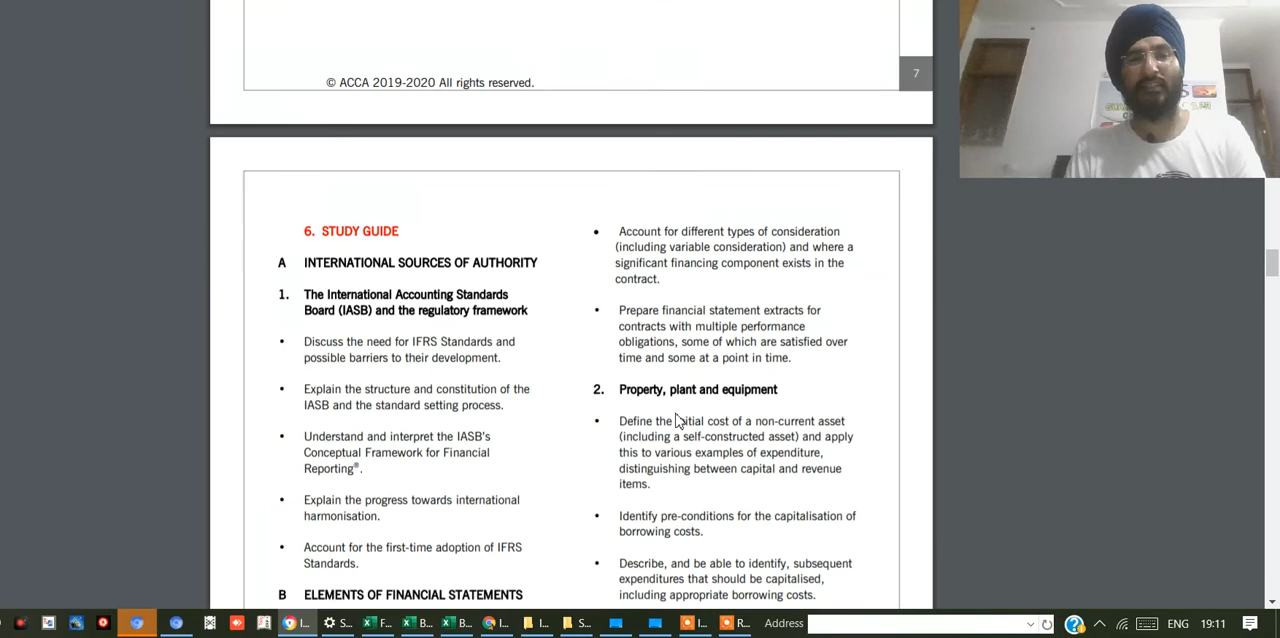 © ACCA 2019-2020 All rights reserved.
7
6. STUDY GUIDE
A INTERNATIONAL SOURCES OF AUTHORITY
1. The International Accounting Standards
Board (IASB) and the regulatory framework
• Discuss the need for IFRS Standards and
possible barriers to their development.
• Explain the structure and constitution of the
IASB and the standard setting process.
• Understand and interpret the IASB's
Conceptual Framework for Financial
Reporting®.
• Explain the progress towards international
harmonisation.
• Account for the first-time adoption of IFRS
Standards.
B ELEMENTS OF FINANCIAL STATEMENTS
• Account for different types of consideration
(including variable consideration) and where a
significant financing component exists in the
contract.
• Prepare financial statement extracts for
contracts with multiple performance
obligations, some of which are satisfied over
time and some at a point in time.
2. Property, plant and equipment
• Define the initial cost of a non-current asset
(including a self-constructed asset) and apply
this to various examples of expenditure,
distinguishing between capital and revenue
items.
• Identify pre-conditions for the capitalisation of
borrowing costs.
• Describe, and be able to identify, subsequent
expenditures that should be capitalised,
including appropriate borrowing costs.
I... S... F... B... B... I... I... S... I... R... Address ENG 19:11